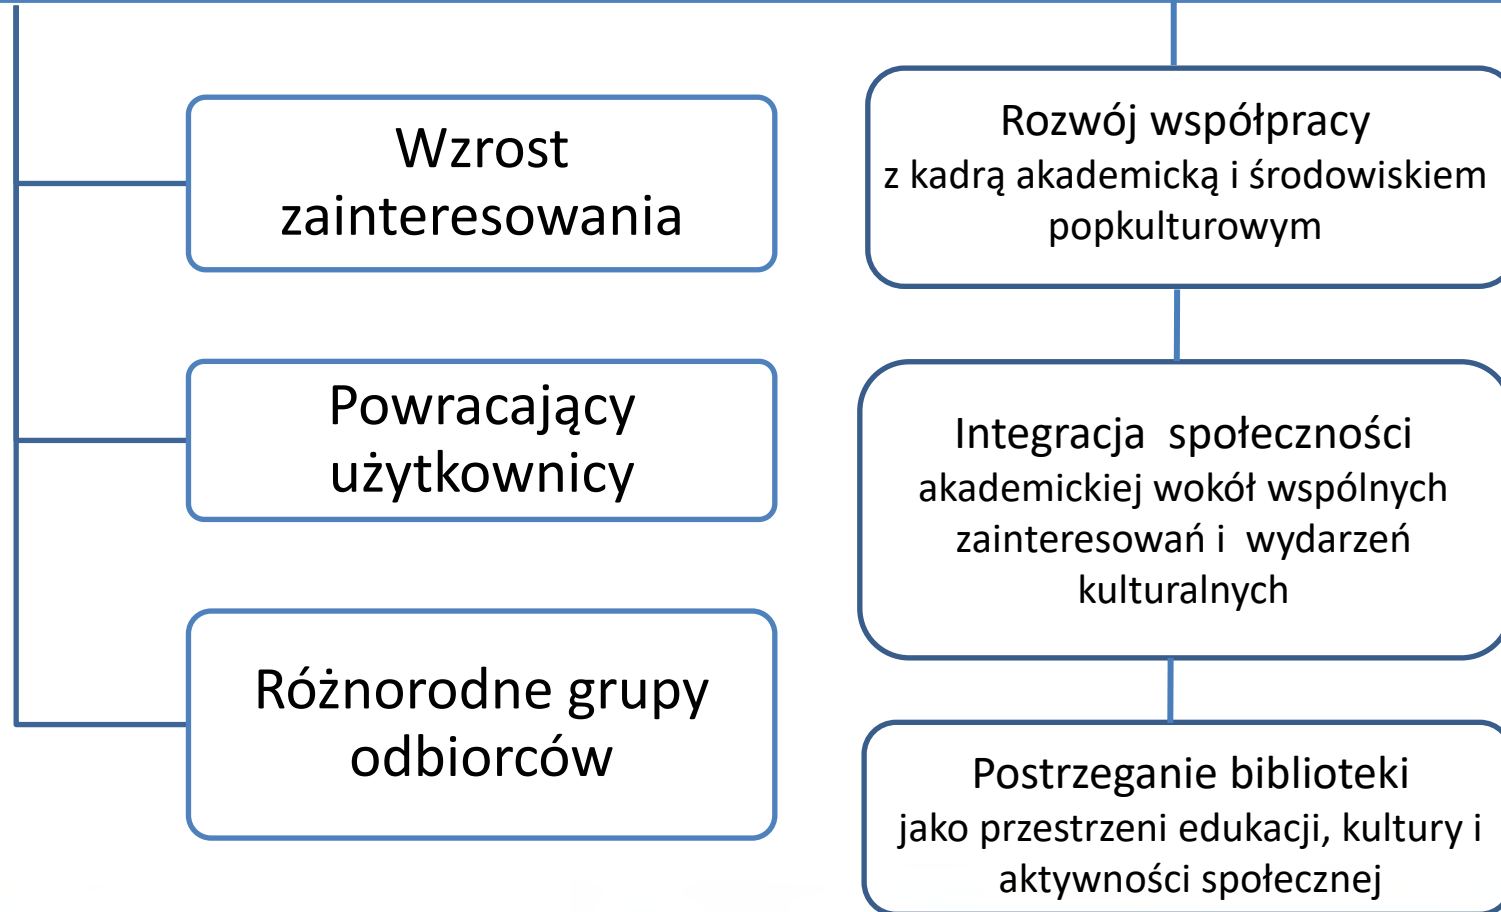 Wzrost
zainteresowania
Powracający
użytkownicy
Różnorodne grupy
odbiorców
Rozwój współpracy
z kadrą akademicką i środowiskiem
popkulturowym
Integracja  społeczności
akademickiej wokół wspólnych
zainteresowań i  wydarzeń
kulturalnych
Postrzeganie biblioteki
jako przestrzeni edukacji, kultury i
aktywności społecznej